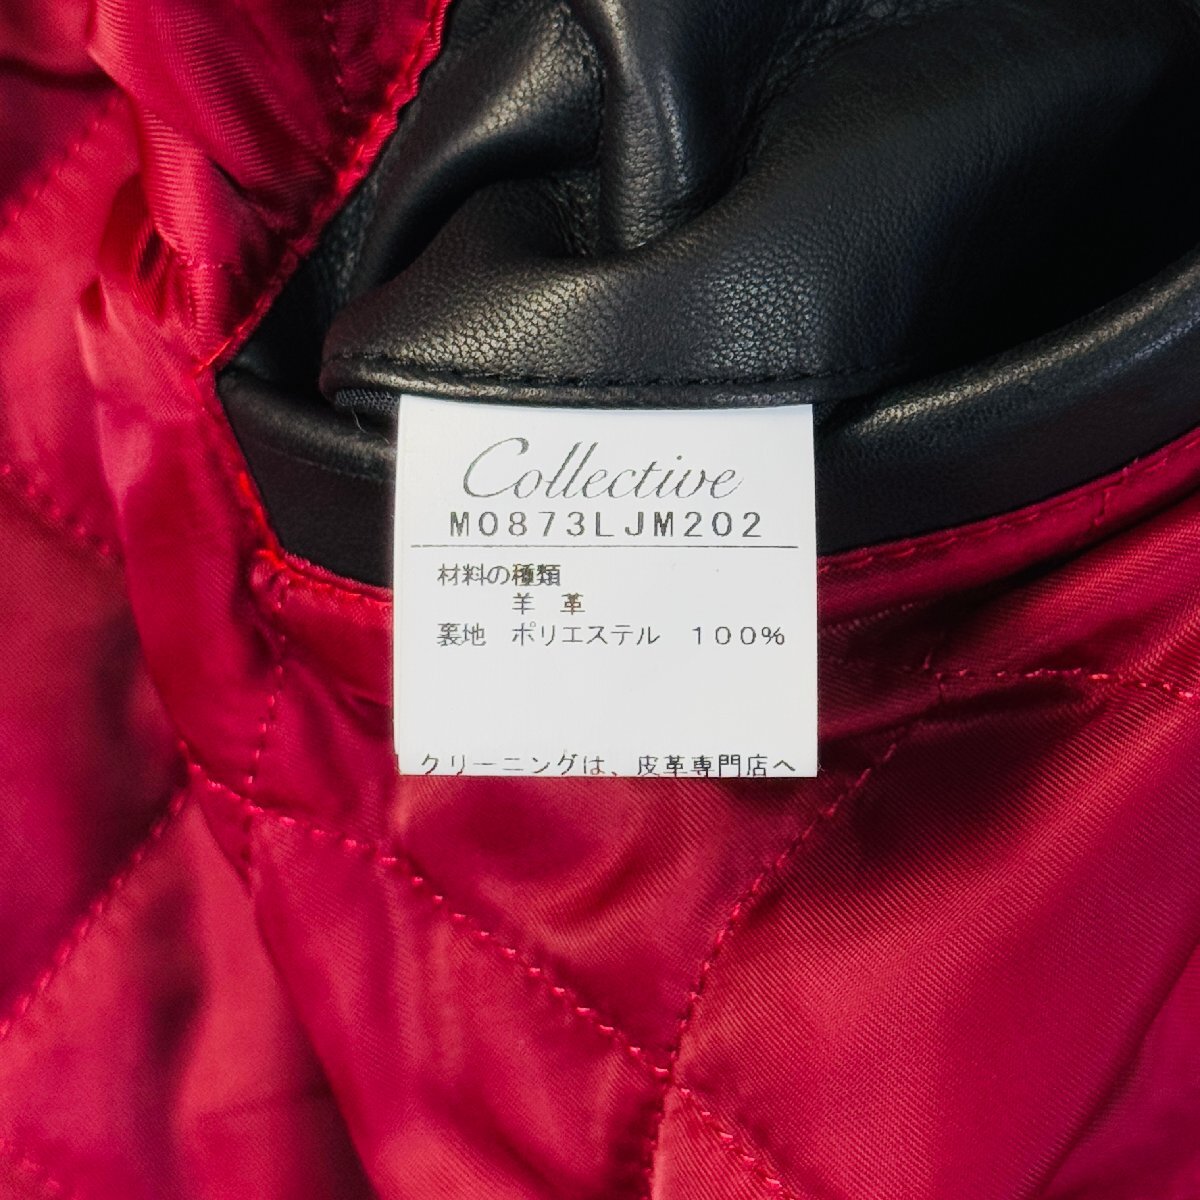 Collective
M0873LJM202
材料の種類
羊 革
裏地 ポリエステル 100%
クリーニングは、皮革専門店へ